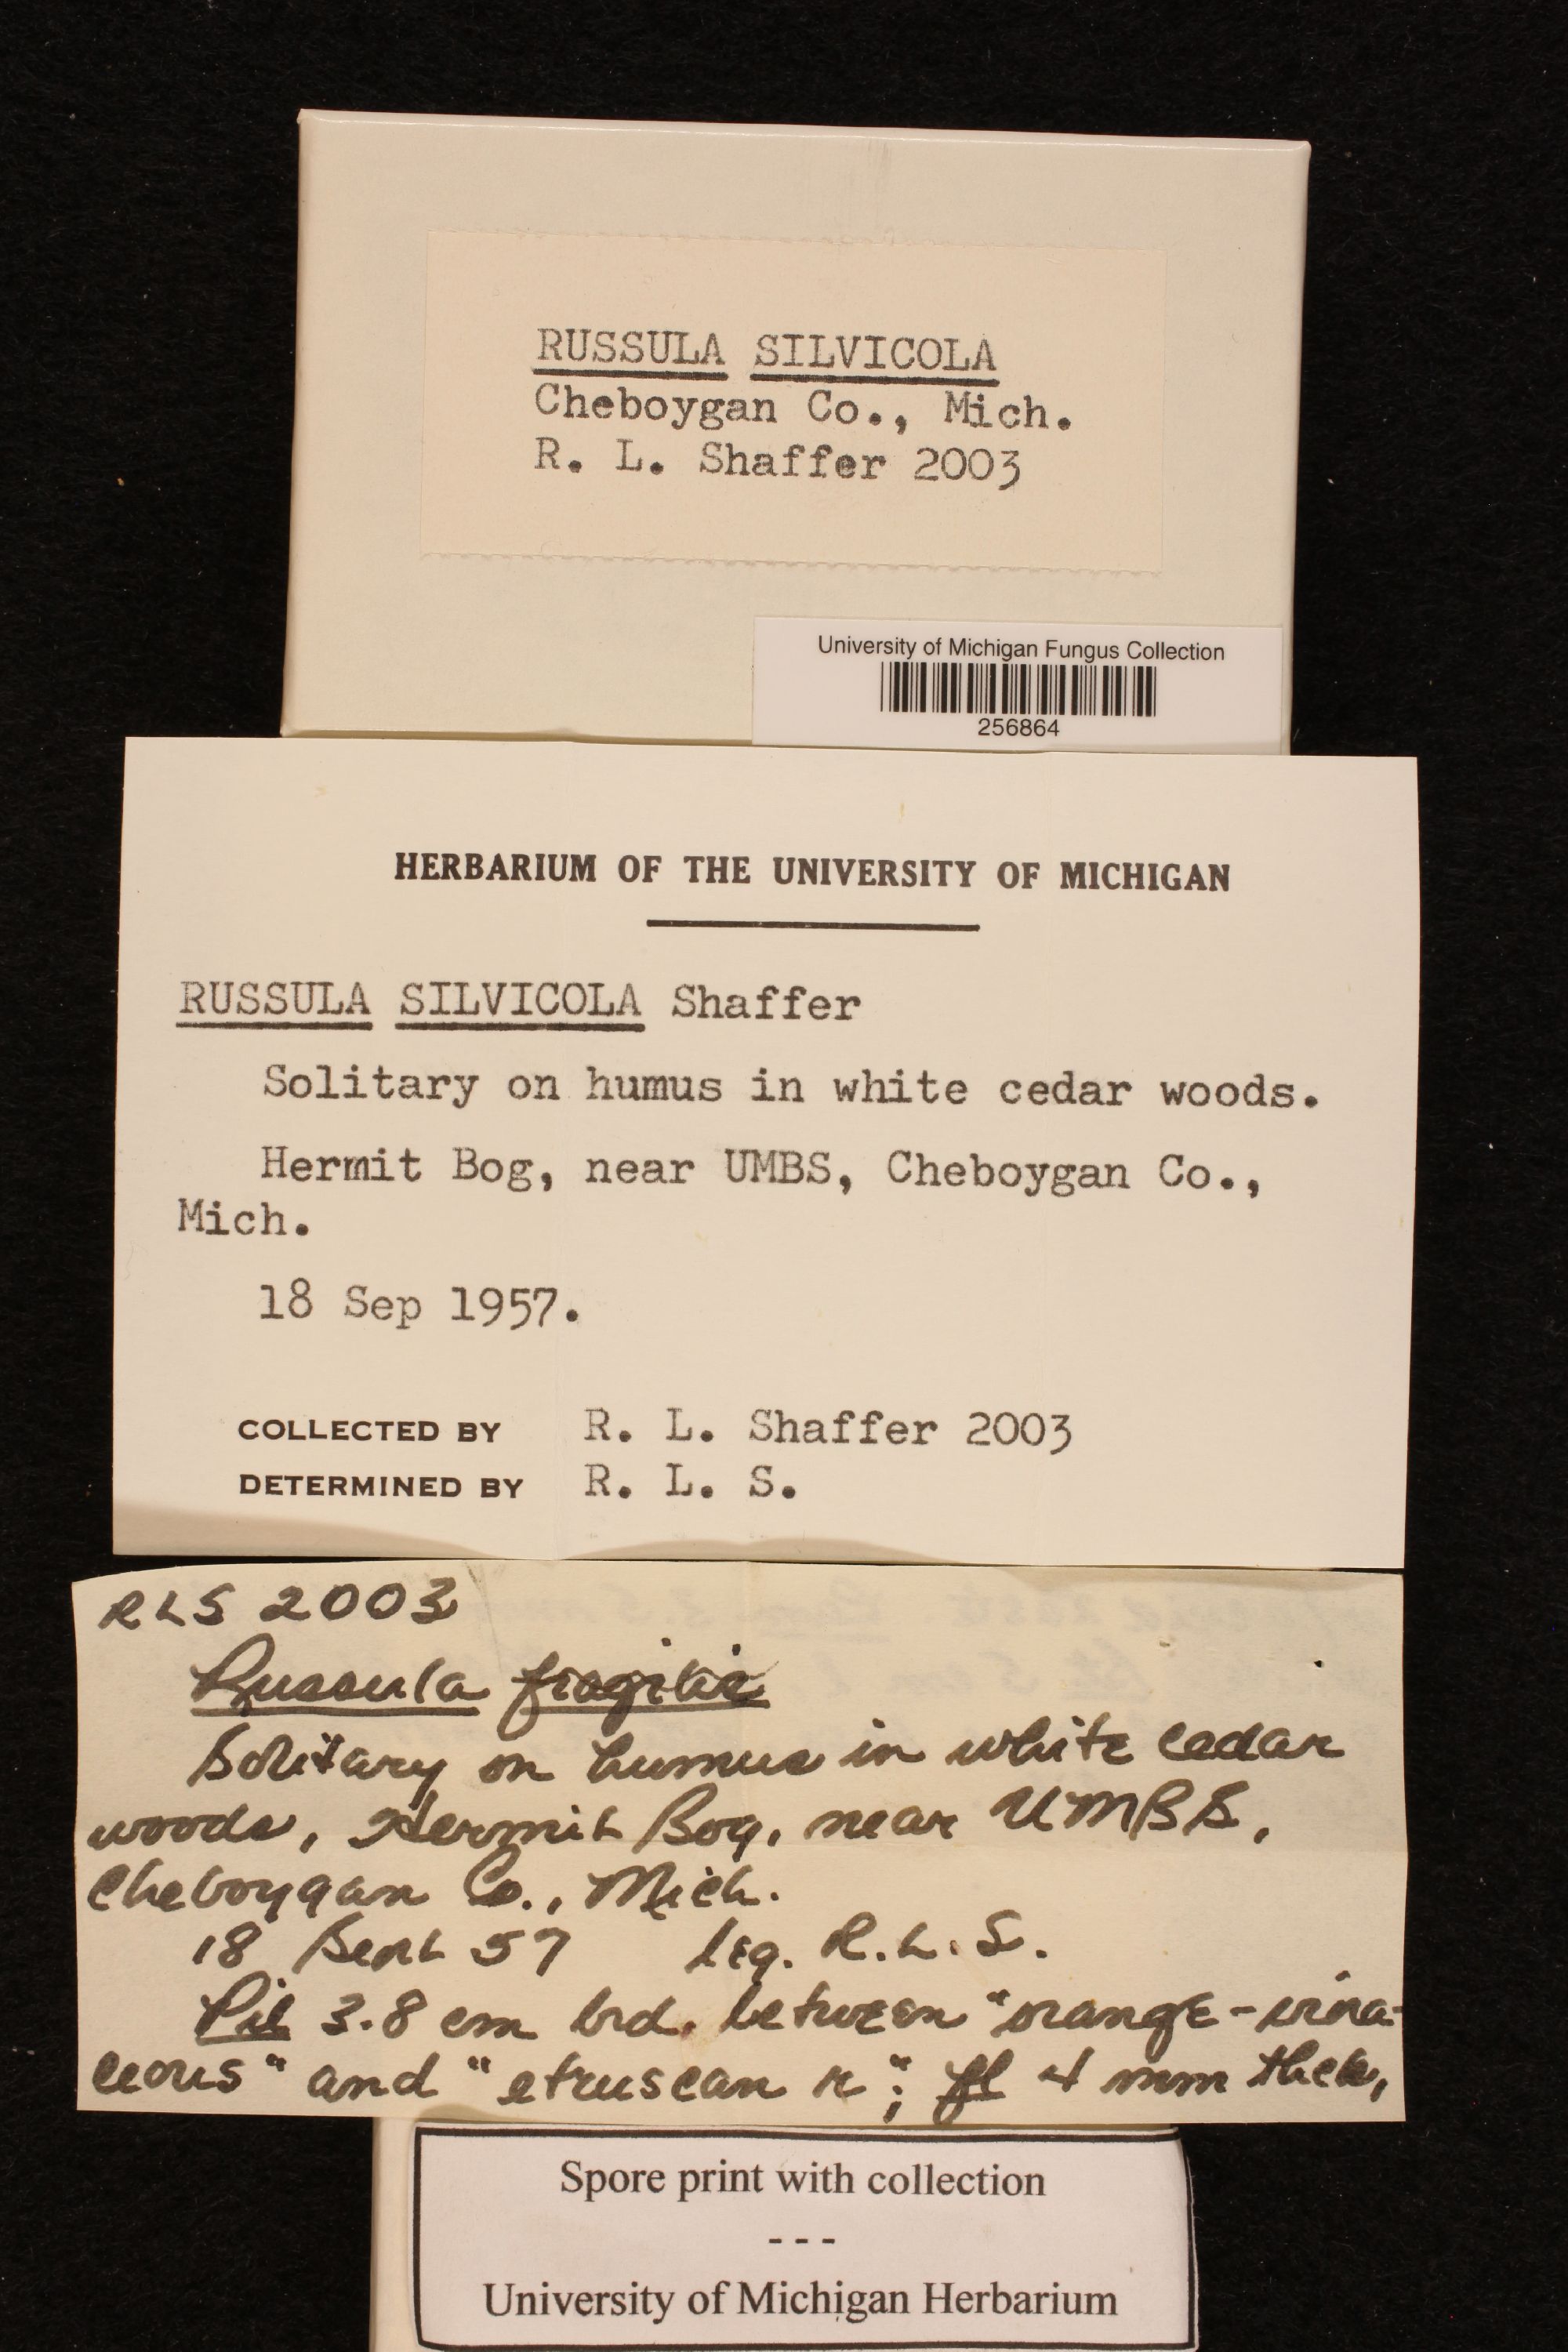 RUSSULA SILVICOLA
Cheboygan Co., Mich.
R. L. Shaffer 2003
University of Michigan Fungus Collection
256864
HERBARIUM OF THE UNIVERSITY OF MICHIGAN
RUSSULA SILVICOLA Shaffer
Solitary on humus in white cedar woods.
Hermit Bog, near UMBS, Cheboygan Co.,
Mich.
18 Sep 1957.
COLLECTED BY R. L. Shaffer 2003
DETERMINED BY R. L. S.
RLS 2003
Russula fragilis
Solitary on humus in white cedar
woods, Hermit Bog, near UMBS,
Cheboygan Co., Mich.
18 Sept 57 leg. R.L.S.
Pil 3.8 cm brd, between "orange-vina-
ceous" and "etruscan r"; fl 4 mm thck,
Spore print with collection
---
University of Michigan Herbarium